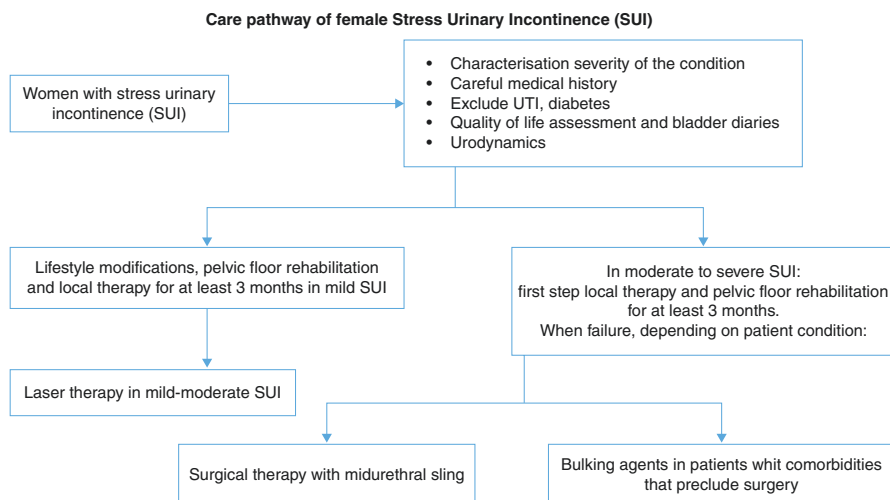 Care pathway of female Stress Urinary Incontinence (SUI)
Women with stress urinary
incontinence (SUI)
• Characterisation severity of the condition
• Careful medical history
• Exclude UTI, diabetes
• Quality of life assessment and bladder diaries
• Urodynamics
Lifestyle modifications, pelvic floor rehabilitation
and local therapy for at least 3 months in mild SUI
In moderate to severe SUI:
first step local therapy and pelvic floor rehabilitation
for at least 3 months.
When failure, depending on patient condition:
Laser therapy in mild-moderate SUI
Surgical therapy with midurethral sling
Bulking agents in patients whit comorbidities
that preclude surgery